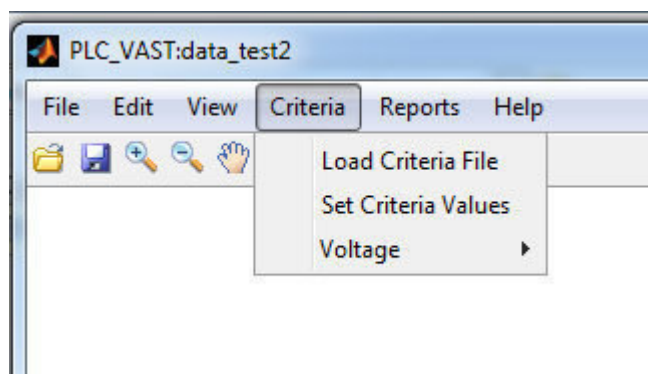 PLC_VAST:data_test2
File Edit View Criteria Reports Help
Load Criteria File
Set Criteria Values
Voltage